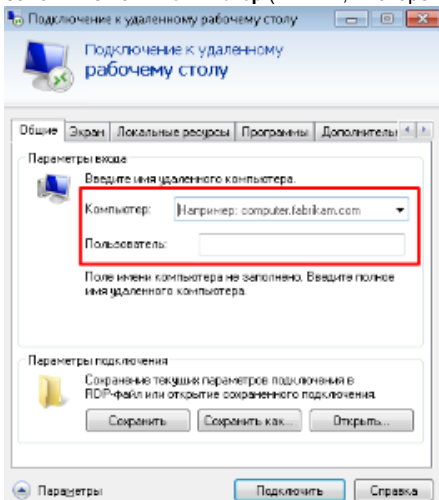 Подключение к удаленному рабочему столу
Подключение к удаленному
рабочему столу
Общие Экран Локальные ресурсы Программы Дополнитель
Параметры входа
Введите имя удаленного компьютера.
Компьютер: Например: computer.fabrikam.com
Пользователь:
Поле имени компьютера не заполнено. Введите полное
имя удаленного компьютера.
Параметры подключения
Сохранение текущих параметров подключения в
RDP-файл или открытие сохраненного подключения.
Сохранить Сохранить как... Открыть...
Параметры Подключить Справка